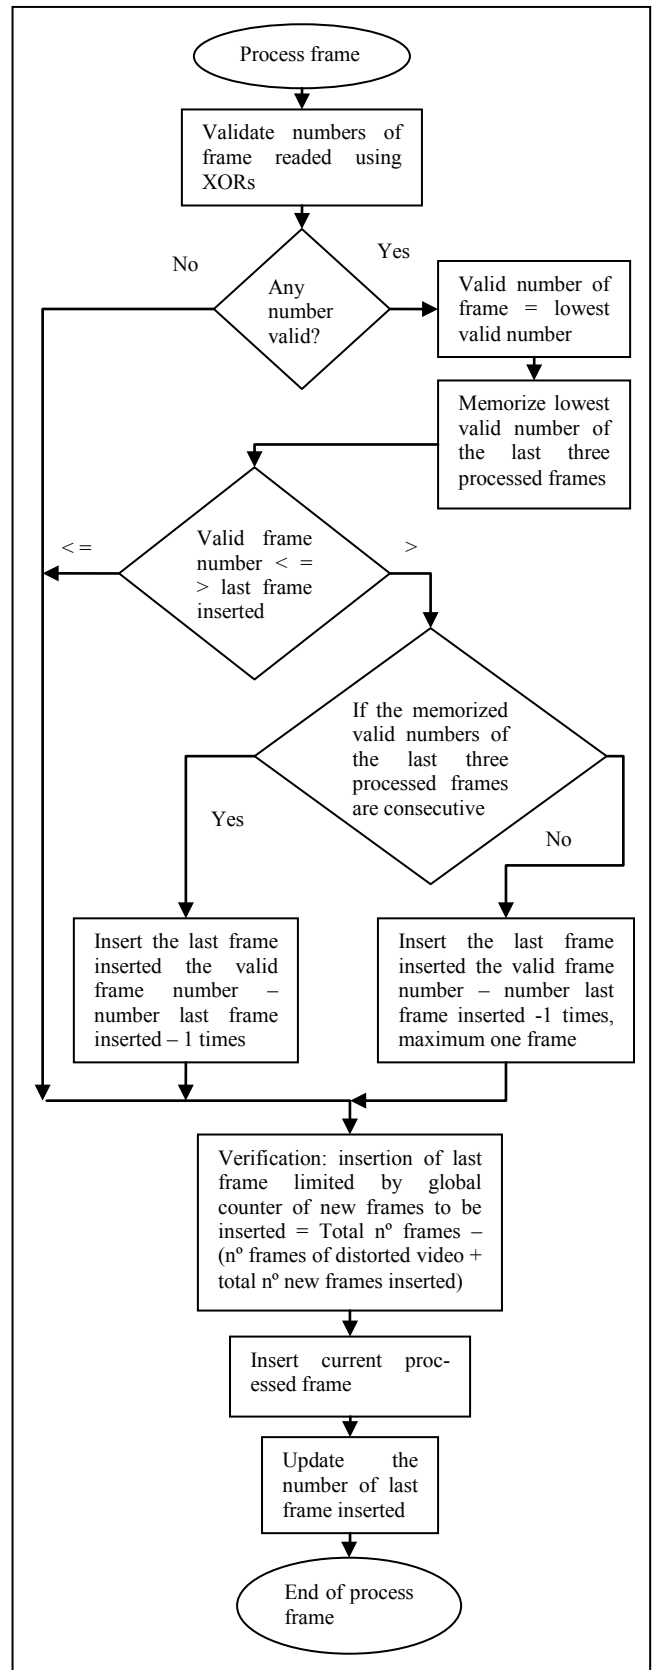 Process frame
Validate numbers of
frame readed using
XORs
No
Yes
Any
number
valid?
Valid number of
frame = lowest
valid number
Memorize lowest
valid number of
the last three
processed frames
< =
Valid frame
number < =
> last frame
inserted
>
If the memorized
valid numbers of
the last three
processed frames
are consecutive
Yes
No
Insert the last frame
inserted the valid
frame number –
number last frame
inserted – 1 times
Insert the last frame
inserted the valid frame
number – number last
frame inserted -1 times,
maximum one frame
Verification: insertion of last
frame limited by global
counter of new frames to be
inserted = Total nº frames –
(nº frames of distorted video +
total nº new frames inserted)
Insert current proc-
essed frame
Update the
number of last
frame inserted
End of process
frame